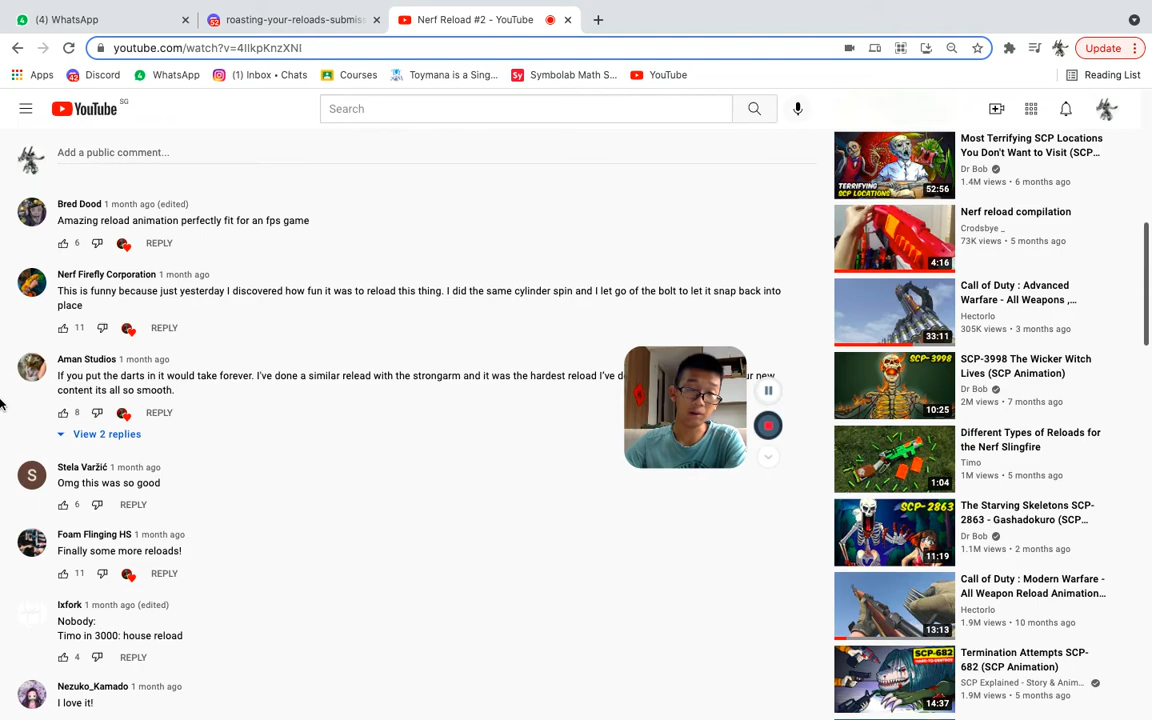 (4) WhatsApp
roasting-your-reloads-submiss
Nerf Reload #2 - YouTube
youtube.com/watch?v=4IlkpKnzXNI
Update
Apps
Discord
WhatsApp
(1) Inbox • Chats
Courses
Toymana is a Sing...
Symbolab Math S...
YouTube
Reading List
YouTube SG
Search
Add a public comment...
Bred Dood 1 month ago (edited)
Amazing reload animation perfectly fit for an fps game
6 REPLY
Nerf Firefly Corporation 1 month ago
This is funny because just yesterday I discovered how fun it was to reload this thing. I did the same cylinder spin and I let go of the bolt to let it snap back into
place
11 REPLY
Aman Studios 1 month ago
If you put the darts in it would take forever. I've done a similar relead with the strongarm and it was the hardest reload I've d ur new
content its all so smooth.
8 REPLY
View 2 replies
S
Stela Varžić 1 month ago
Omg this was so good
6 REPLY
Foam Flinging HS 1 month ago
Finally some more reloads!
11 REPLY
Ixfork 1 month ago (edited)
Nobody:
Timo in 3000: house reload
4 REPLY
Nezuko_Kamado 1 month ago
I love it!
TERRIFYING
SCP LOCATIONS
52:56
Most Terrifying SCP Locations
You Don't Want to Visit (SCP...
Dr Bob
1.4M views • 6 months ago
4:16
Nerf reload compilation
Crodsbye _
73K views • 5 months ago
33:11
Call of Duty : Advanced
Warfare - All Weapons ,...
Hectorlo
305K views • 3 months ago
SCP-3998
10:25
SCP-3998 The Wicker Witch
Lives (SCP Animation)
Dr Bob
2M views • 7 months ago
1:04
Different Types of Reloads for
the Nerf Slingfire
Timo
1M views • 5 months ago
SCP-2863
11:19
The Starving Skeletons SCP-
2863 - Gashadokuro (SCP...
Dr Bob
1.1M views • 2 months ago
13:13
Call of Duty : Modern Warfare -
All Weapon Reload Animation...
Hectorlo
1.9M views • 10 months ago
SCP-682
14:37
Termination Attempts SCP-
682 (SCP Animation)
SCP Explained - Story & Anim...
1.9M views • 5 months ago